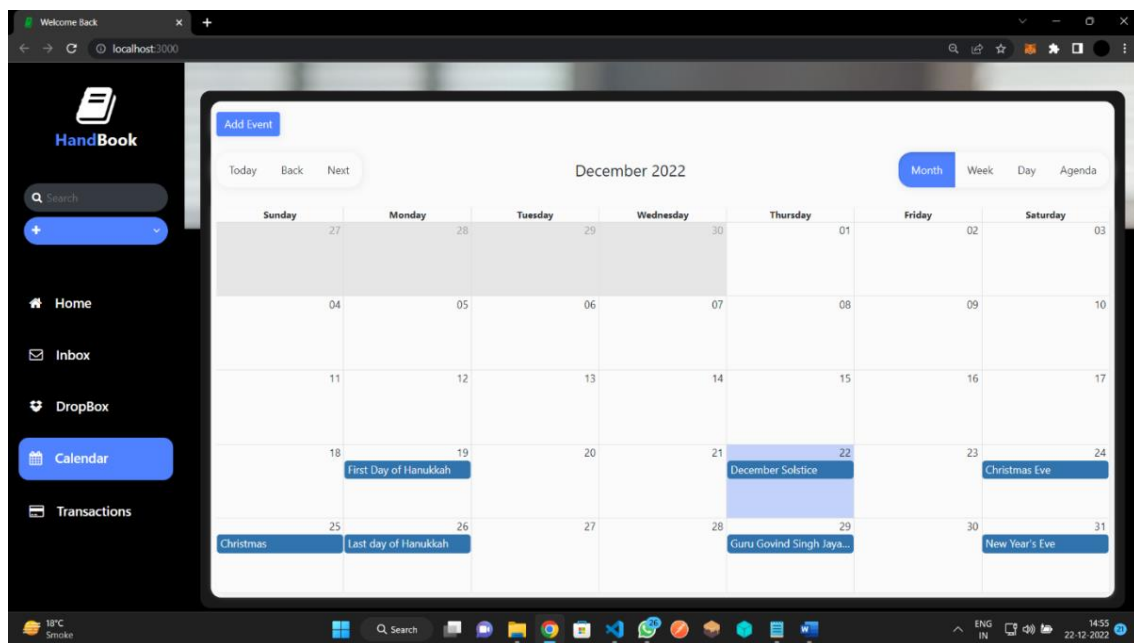 Welcome Back
localhost:3000
HandBook
Search
Home
Inbox
DropBox
Calendar
Transactions
Add Event
Today Back Next
December 2022
Month Week Day Agenda
Sunday Monday Tuesday Wednesday Thursday Friday Saturday
27 28 29 30 01 02 03
04 05 06 07 08 09 10
11 12 13 14 15 16 17
18 19 20 21 22 23 24
First Day of Hanukkah December Solstice Christmas Eve
25 26 27 28 29 30 31
Christmas Last day of Hanukkah Guru Govind Singh Jaya... New Year's Eve
18°C
Smoke
Search
26
ENG
IN
14:55
22-12-2022
21